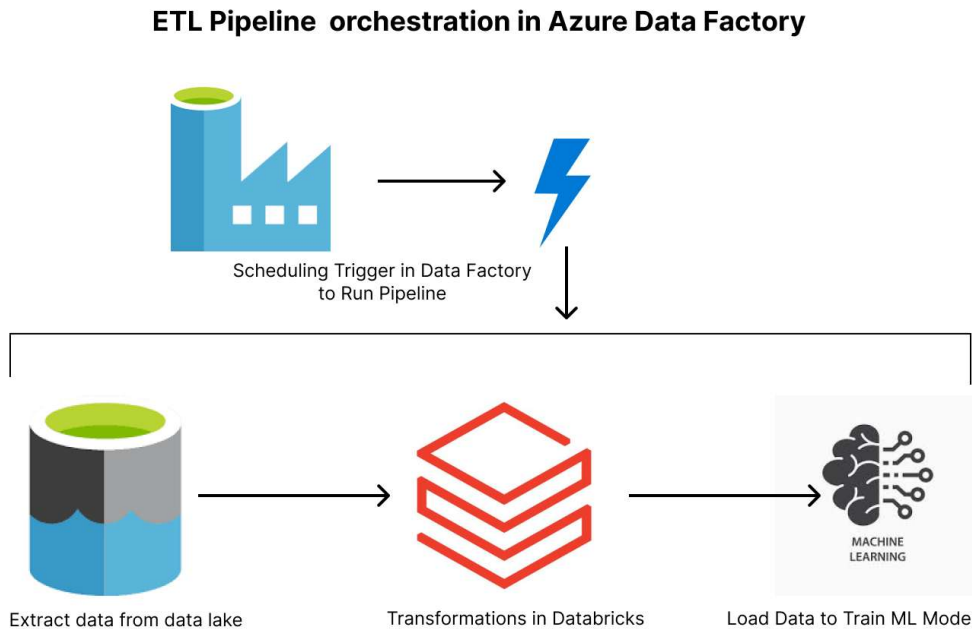 ETL Pipeline orchestration in Azure Data Factory
Scheduling Trigger in Data Factory
to Run Pipeline
MACHINE
LEARNING
Extract data from data lake
Transformations in Databricks
Load Data to Train ML Mode